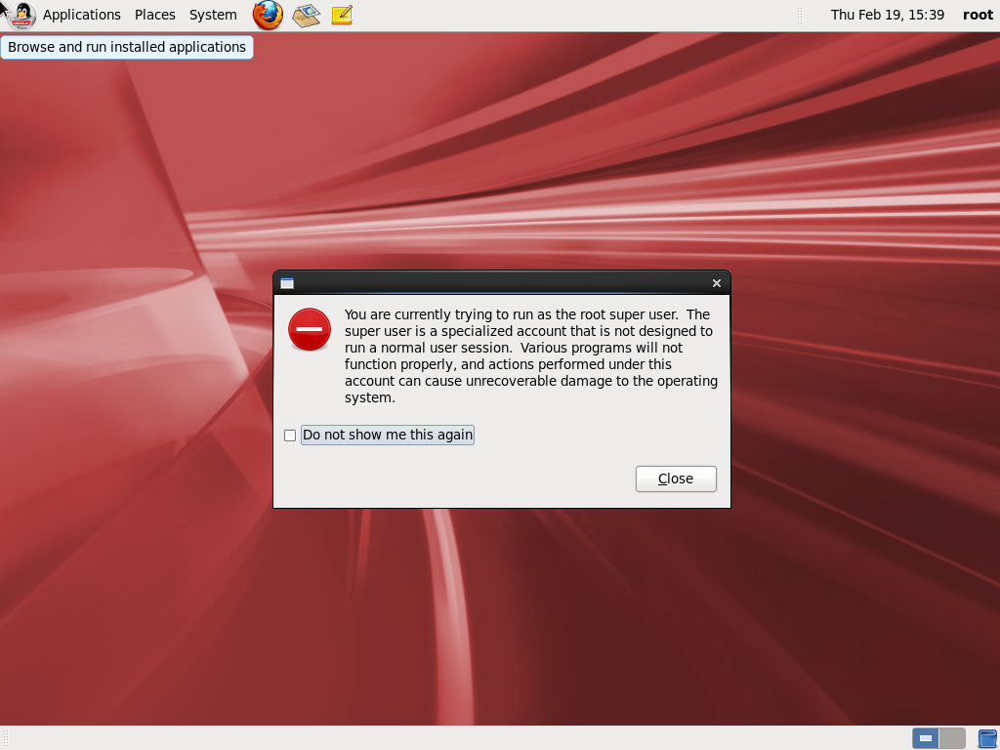 Applications Places System Thu Feb 19, 15:39 root
Browse and run installed applications
You are currently trying to run as the root super user.  The
super user is a specialized account that is not designed to
run a normal user session.  Various programs will not
function properly, and actions performed under this
account can cause unrecoverable damage to the operating
system.
Do not show me this again
Close